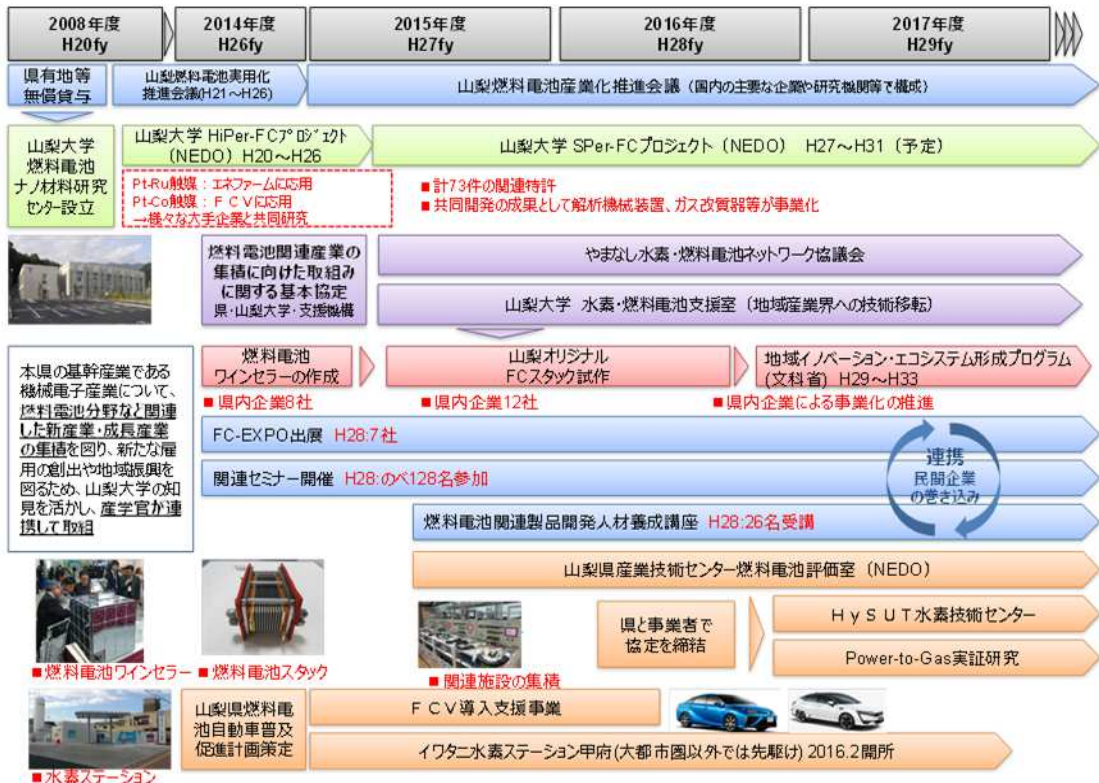 2008年度
H20fy
2014年度
H26fy
2015年度
H27fy
2016年度
H28fy
2017年度
H29fy
県有地等
無償貸与
山梨燃料電池実用化
推進会議(H21～H26)
山梨燃料電池産業化推進会議（国内の主要な企業や研究機関等で構成）
山梨大学
燃料電池
ナノ材料研究
センター設立
山梨大学 HiPer-FCプロジェクト
（NEDO）H20～H26
山梨大学 SPer-FCプロジェクト（NEDO） H27～H31（予定）
Pt-Ru触媒：エネファームに応用
Pt-Co触媒：ＦＣＶに応用
→様々な大手企業と共同研究
■計73件の関連特許
■共同開発の成果として解析機械装置、ガス改質器等が事業化
燃料電池関連産業の
集積に向けた取組み
に関する基本協定
県・山梨大学・支援機構
やまなし水素・燃料電池ネットワーク協議会
山梨大学 水素・燃料電池支援室（地域産業界への技術移転）
本県の基幹産業である
機械電子産業について、
燃料電池分野など関連
した新産業・成長産業
の集積を図り、新たな雇
用の創出や地域振興を
図るため、山梨大学の知
見を活かし、産学官が連
携して取組
燃料電池
ワインセラーの作成
山梨オリジナル
FCスタック試作
地域イノベーション・エコシステム形成プログラム
(文科省) H29～H33
■県内企業8社
■県内企業12社
■県内企業による事業化の推進
FC-EXPO出展 H28:7社
関連セミナー開催 H28:のべ128名参加
連携
民間企業
の巻き込み
燃料電池関連製品開発人材養成講座 H28:26名受講
山梨県産業技術センター燃料電池評価室（NEDO）
県と事業者で
協定を締結
ＨｙＳＵＴ水素技術センター
Power-to-Gas実証研究
■燃料電池ワインセラー
■燃料電池スタック
■関連施設の集積
山梨県燃料電
池自動車普及
促進計画策定
ＦＣＶ導入支援事業
イワタニ水素ステーション甲府(大都市圏以外では先駆け) 2016.2開所
■水素ステーション